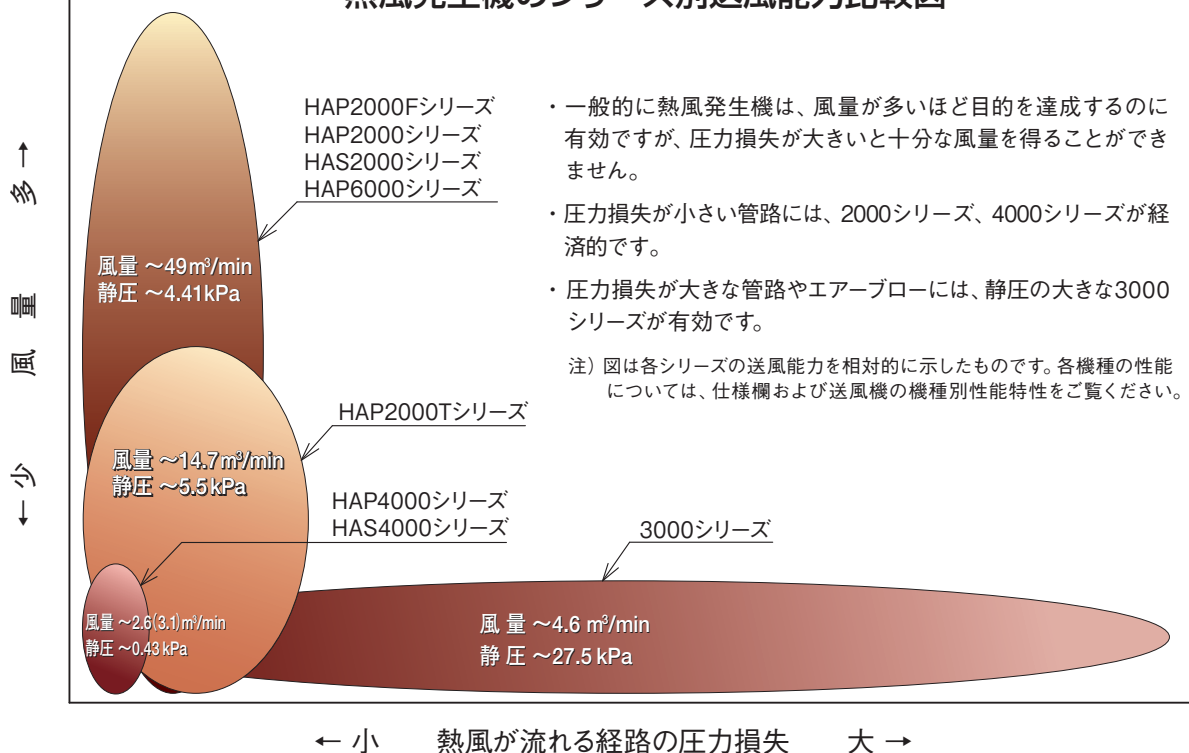 熱風発生機のシリーズ別送風能力比較図
HAP2000Fシリーズ
HAP2000シリーズ
HAS2000シリーズ
HAP6000シリーズ
・一般的に熱風発生機は、風量が多いほど目的を達成するのに
有効ですが、圧力損失が大きいと十分な風量を得ることができ
ません。
・圧力損失が小さい管路には、2000シリーズ、4000シリーズが経
済的です。
・圧力損失が大きな管路やエアーブローには、静圧の大きな3000
シリーズが有効です。
注）図は各シリーズの送風能力を相対的に示したものです。各機種の性能
については、仕様欄および送風機の機種別性能特性をご覧ください。
風量 〜49m³/min
静圧 〜4.41kPa
HAP2000Tシリーズ
風量 〜14.7m³/min
静圧 〜5.5kPa
HAP4000シリーズ
HAS4000シリーズ
3000シリーズ
風量 〜2.6(3.1)m³/min
静圧 〜0.43kPa
風 量 〜4.6 m³/min
静 圧 〜27.5 kPa
← 少 風 量 多 →
← 小 熱風が流れる経路の圧力損失 大 →